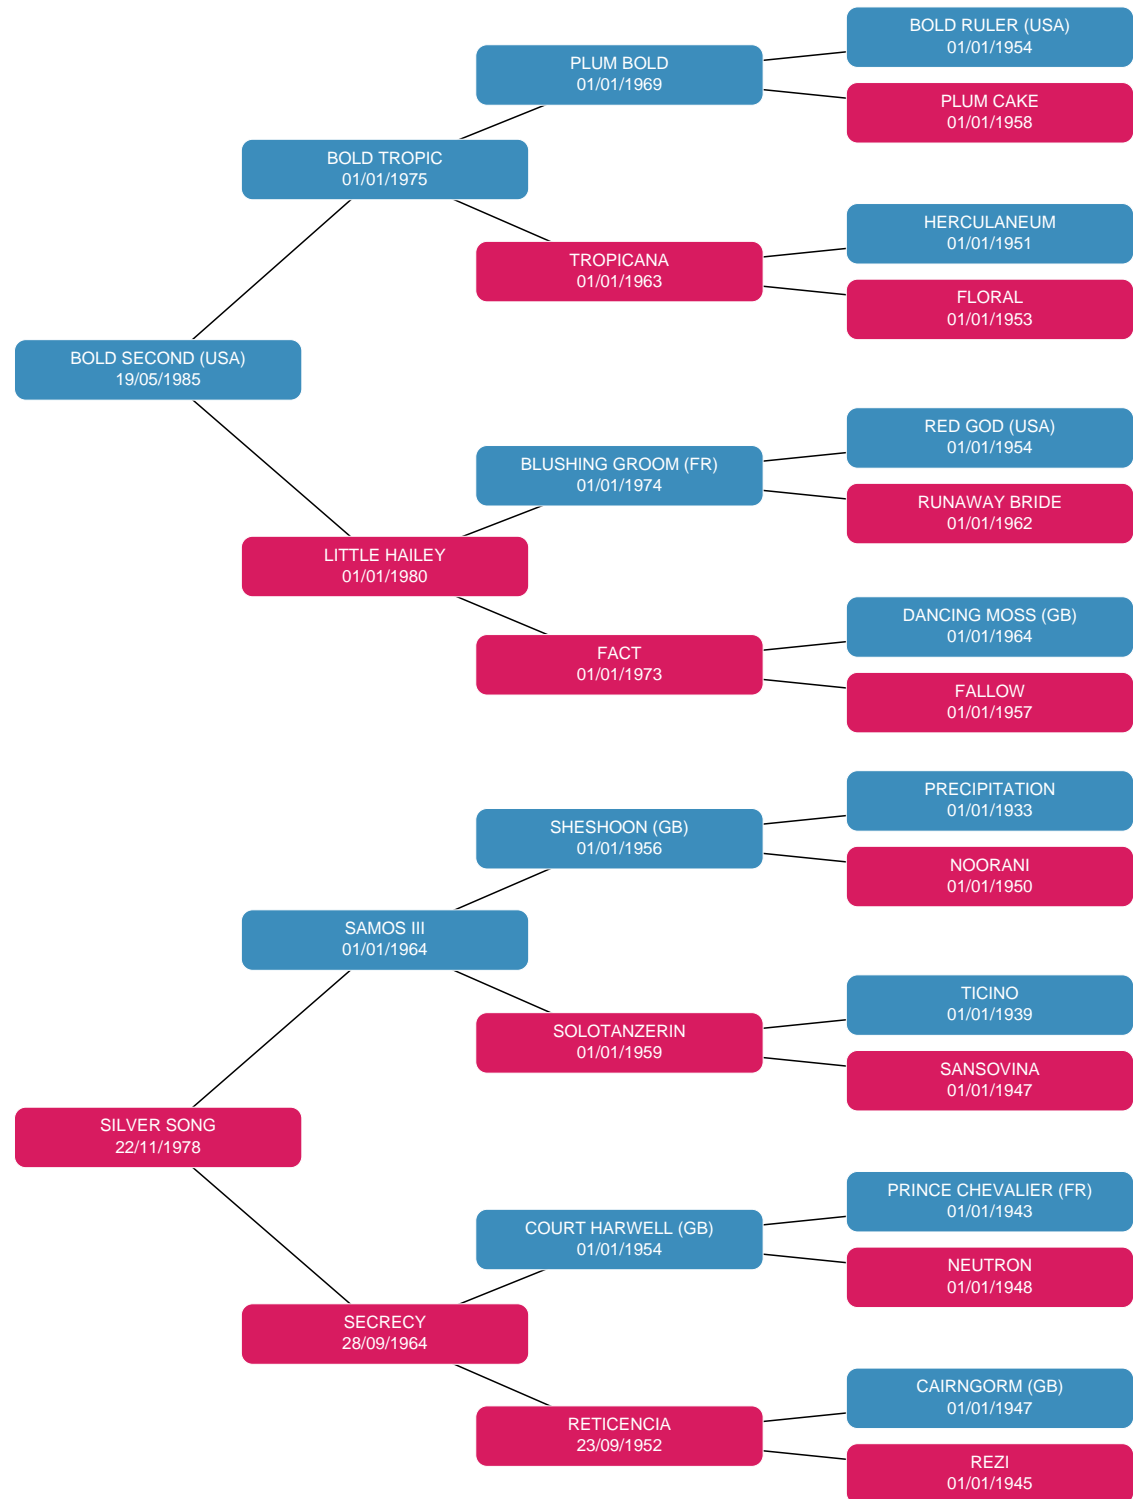 BOLD RULER (USA)
01/01/1954
PLUM BOLD
01/01/1969
PLUM CAKE
01/01/1958
BOLD TROPIC
01/01/1975
HERCULANEUM
01/01/1951
TROPICANA
01/01/1963
FLORAL
01/01/1953
BOLD SECOND (USA)
19/05/1985
RED GOD (USA)
01/01/1954
BLUSHING GROOM (FR)
01/01/1974
RUNAWAY BRIDE
01/01/1962
LITTLE HAILEY
01/01/1980
DANCING MOSS (GB)
01/01/1964
FACT
01/01/1973
FALLOW
01/01/1957
PRECIPITATION
01/01/1933
SHESHOON (GB)
01/01/1956
NOORANI
01/01/1950
SAMOS III
01/01/1964
TICINO
01/01/1939
SOLOTANZERIN
01/01/1959
SANSOVINA
01/01/1947
SILVER SONG
22/11/1978
PRINCE CHEVALIER (FR)
01/01/1943
COURT HARWELL (GB)
01/01/1954
NEUTRON
01/01/1948
SECRECY
28/09/1964
CAIRNGORM (GB)
01/01/1947
RETICENCIA
23/09/1952
REZI
01/01/1945